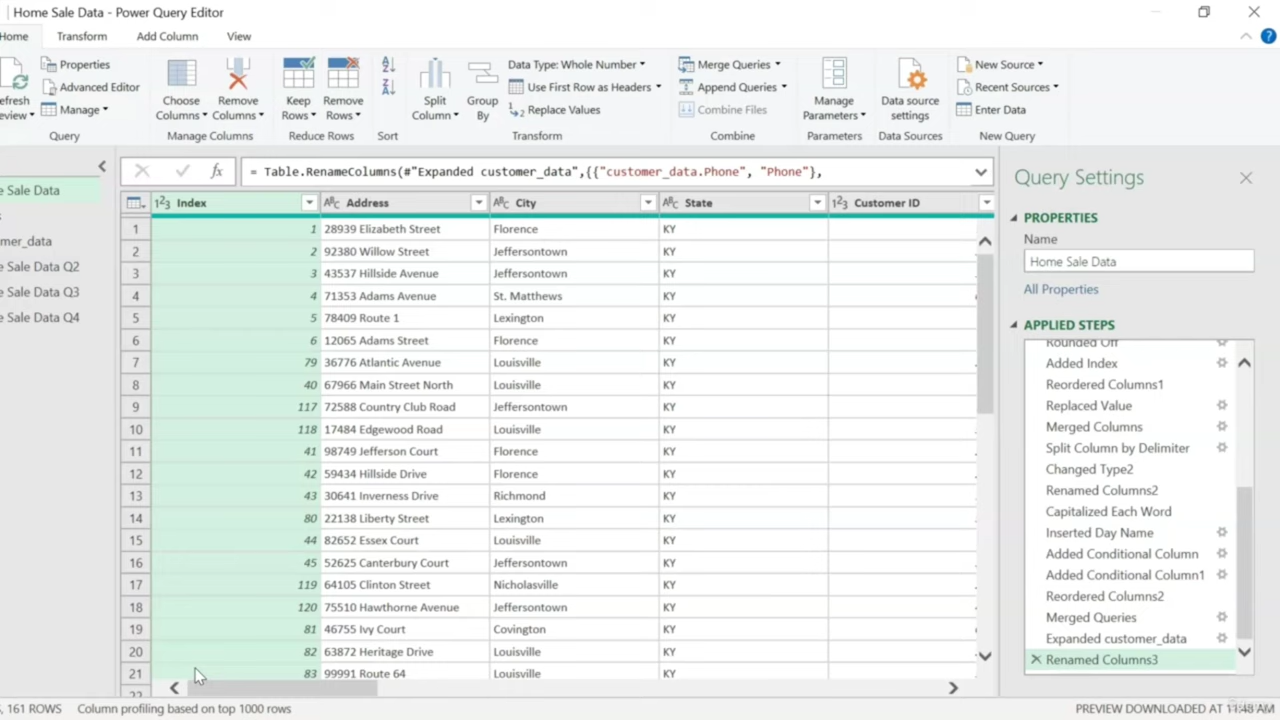 Home Sale Data - Power Query Editor
Home Transform Add Column View
Properties
Advanced Editor
Manage
Query
Choose Columns
Remove Columns
Manage Columns
Keep Rows
Remove Rows
Reduce Rows
Sort
Split Column
Group By
Data Type: Whole Number
Use First Row as Headers
Replace Values
Transform
Merge Queries
Append Queries
Combine Files
Combine
Manage Parameters
Parameters
Data source settings
Data Sources
New Source
Recent Sources
Enter Data
New Query
e Sale Data
mer_data
e Sale Data Q2
e Sale Data Q3
e Sale Data Q4
fx = Table.RenameColumns(#"Expanded customer_data",{{"customer_data.Phone", "Phone"},
Index Address City State Customer ID
1 1 28939 Elizabeth Street Florence KY
2 2 92380 Willow Street Jeffersontown KY
3 3 43537 Hillside Avenue Jeffersontown KY
4 4 71353 Adams Avenue St. Matthews KY
5 5 78409 Route 1 Lexington KY
6 6 12065 Adams Street Florence KY
7 79 36776 Atlantic Avenue Louisville KY
8 40 67966 Main Street North Louisville KY
9 117 72588 Country Club Road Jeffersontown KY
10 118 17484 Edgewood Road Louisville KY
11 41 98749 Jefferson Court Florence KY
12 42 59434 Hillside Drive Florence KY
13 43 30641 Inverness Drive Richmond KY
14 80 22138 Liberty Street Lexington KY
15 44 82652 Essex Court Louisville KY
16 45 52625 Canterbury Court Jeffersontown KY
17 119 64105 Clinton Street Nicholasville KY
18 120 75510 Hawthorne Avenue Jeffersontown KY
19 81 46755 Ivy Court Covington KY
20 82 63872 Heritage Drive Louisville KY
21 83 99991 Route 64 Louisville KY
Query Settings
PROPERTIES
Name
Home Sale Data
All Properties
APPLIED STEPS
Rounded Off
Added Index
Reordered Columns1
Replaced Value
Merged Columns
Split Column by Delimiter
Changed Type2
Renamed Columns2
Capitalized Each Word
Inserted Day Name
Added Conditional Column
Added Conditional Column1
Reordered Columns2
Merged Queries
Expanded customer_data
Renamed Columns3
, 161 ROWS Column profiling based on top 1000 rows
PREVIEW DOWNLOADED AT 11:48 AM